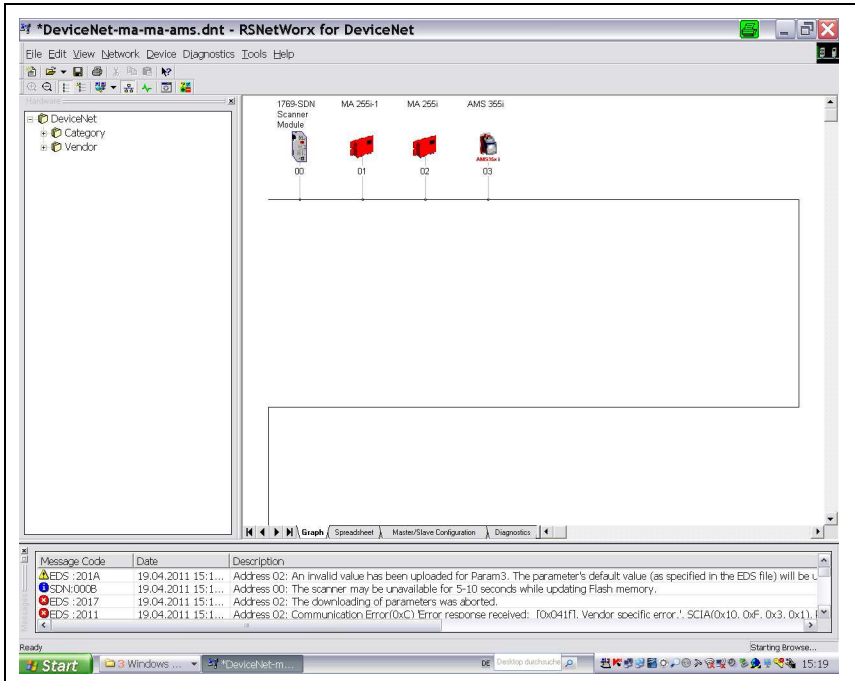 *DeviceNet-ma-ma-ams.dnt - RSNetWorx for DeviceNet
File Edit View Network Device Diagnostics Tools Help
Hardware
DeviceNet
Category
Vendor
1769-SDN Scanner Module
MA 255i-1
MA 255i
AMS 355i
AMS35x i
00 01 02 03
Graph Spreadsheet Master/Slave Configuration Diagnostics
Message Code Date Description
EDS :201A 19.04.2011 15:1... Address 02: An invalid value has been uploaded for Param3. The parameter's default value (as specified in the EDS file) will be u
SDN:000B 19.04.2011 15:1... Address 00: The scanner may be unavailable for 5-10 seconds while updating Flash memory.
EDS :2017 19.04.2011 15:1... Address 02: The downloading of parameters was aborted.
EDS :2011 19.04.2011 15:1... Address 02: Communication Error(0xC) 'Error response received: [0x041f], Vendor specific error.', SCIA(0x10, 0xF, 0x3, 0x1),
Ready
Starting Browse...
Start
3 Windows ...
*DeviceNet-m...
DE
Desktop durchsuche
15:19